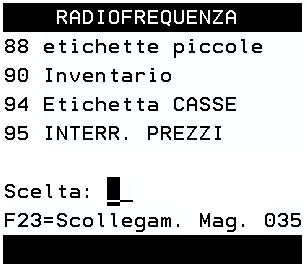 RADIOFREQUENZA
88 etichette piccole
90 Inventario
94 Etichetta CASSE
95 INTERR. PREZZI
Scelta: _
F23=Scollegam. Mag. 035